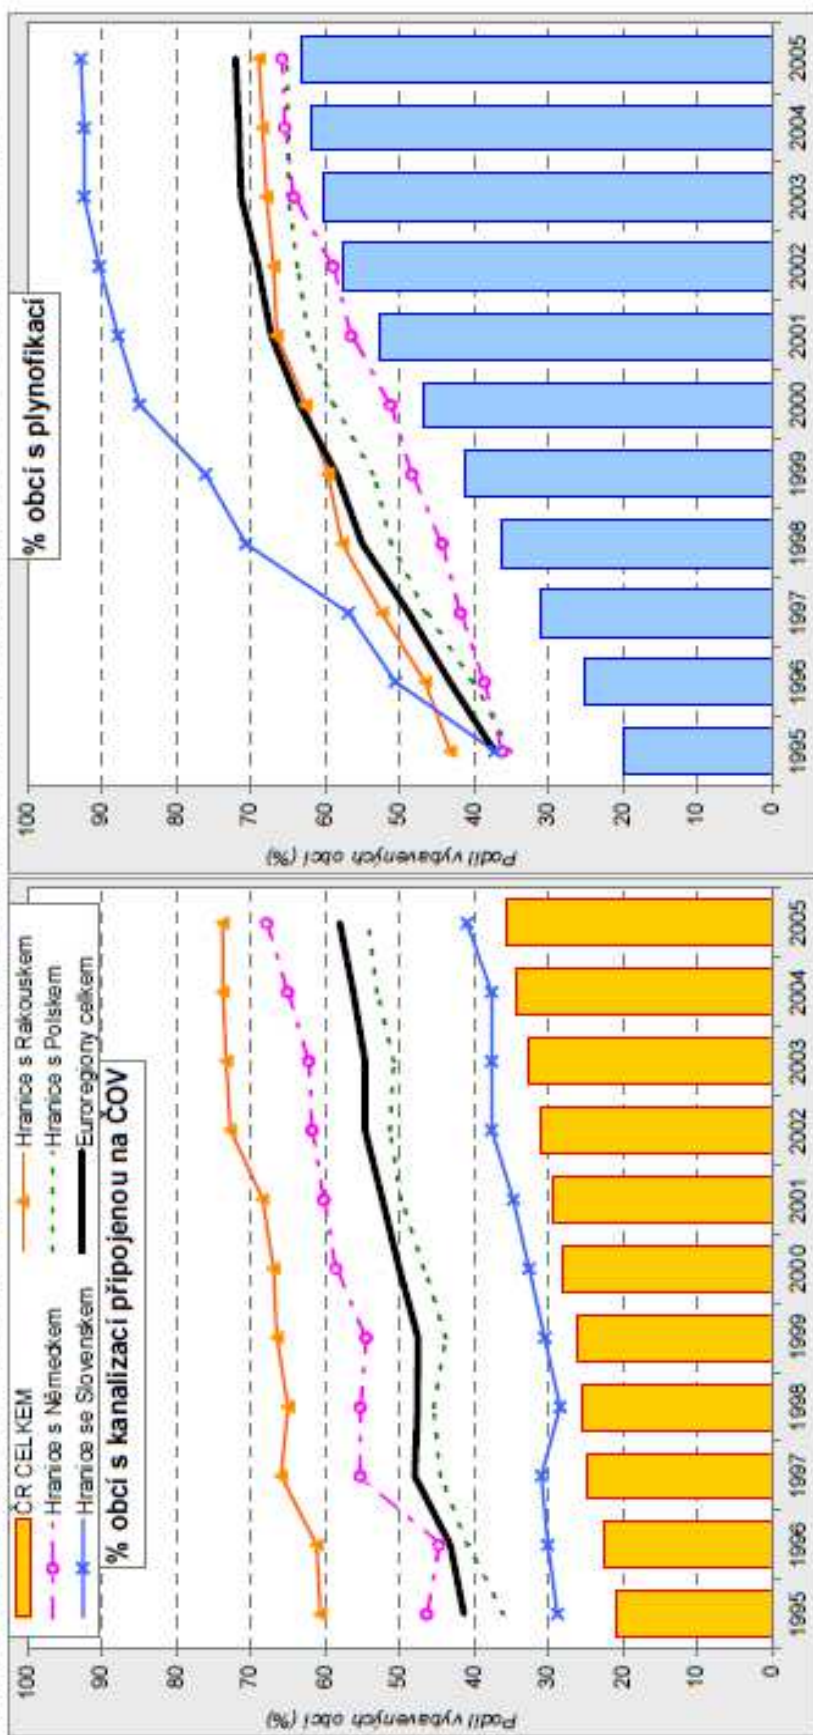 ČR CELKEM
Hranice s Rakouskem
Hranice s Německem
Hranice s Polskem
Hranice se Slovenskem
Euroregiony celkem
% obcí s kanalizací připojenou na ČOV
Podíl vybavených obcí (%)
100
90
80
70
60
50
40
30
20
10
0
1995 1996 1997 1998 1999 2000 2001 2002 2003 2004 2005
% obcí s plynofikací
Podíl vybavených obcí (%)
100
90
80
70
60
50
40
30
20
10
0
1995 1996 1997 1998 1999 2000 2001 2002 2003 2004 2005